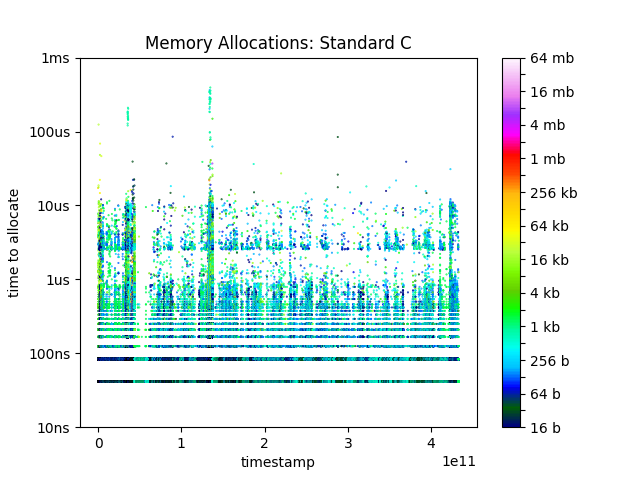 Memory Allocations: Standard C
1ms
100us
10us
1us
100ns
10ns
time to allocate
0
1
2
3
4
1e11
timestamp
64 mb
16 mb
4 mb
1 mb
256 kb
64 kb
16 kb
4 kb
1 kb
256 b
64 b
16 b